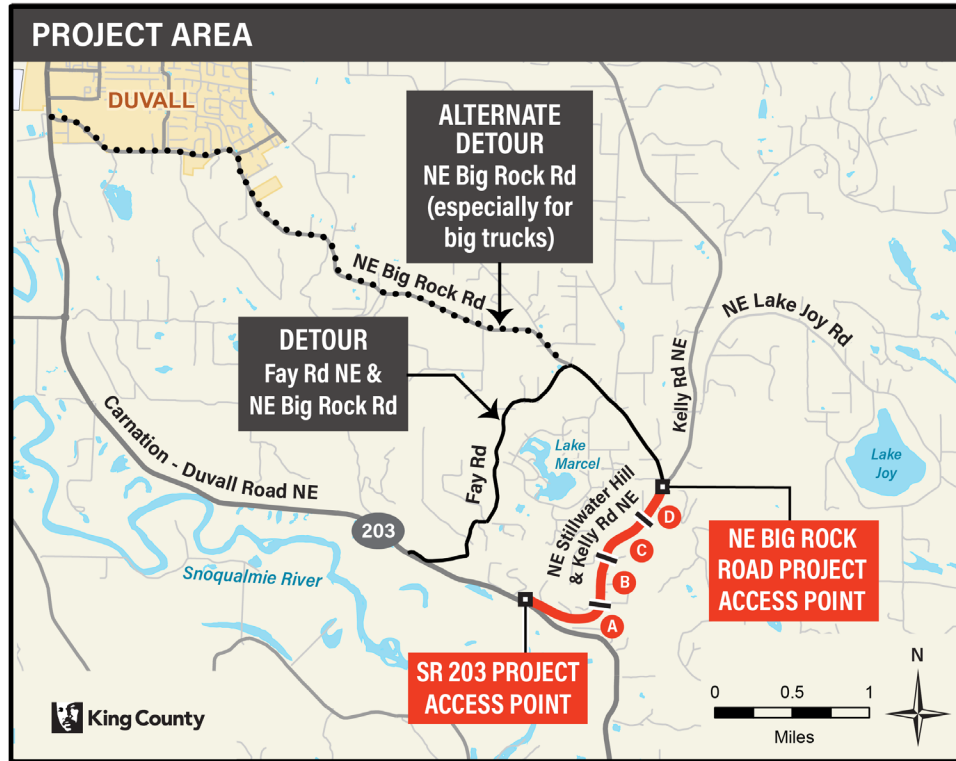 PROJECT AREA
DUVALL
ALTERNATE
DETOUR
NE Big Rock Rd
(especially for
big trucks)
NE Big Rock Rd
NE Lake Joy Rd
DETOUR
Fay Rd NE &
NE Big Rock Rd
Kelly Rd NE
Carnation - Duvall Road NE
Lake
Marcel
Lake
Joy
Fay Rd
NE Stillwater Hill
& Kelly Rd NE
203
D
C
B
A
NE BIG ROCK
ROAD PROJECT
ACCESS POINT
Snoqualmie River
SR 203 PROJECT
ACCESS POINT
King County
N
0 0.5 1
Miles